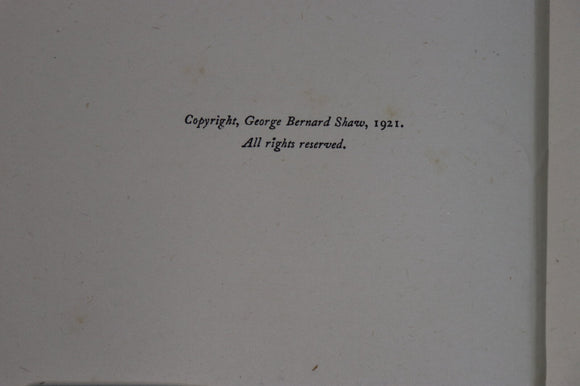 Copyright, George Bernard Shaw, 1921.
All rights reserved.